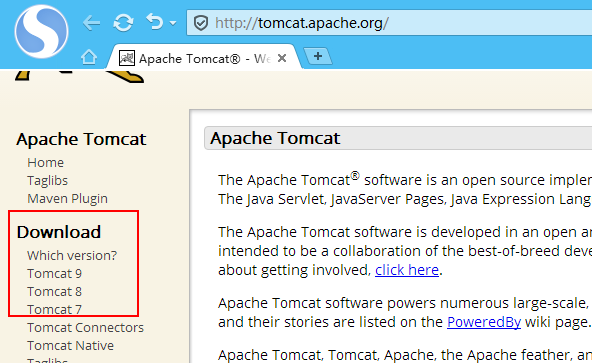 http://tomcat.apache.org/
Apache Tomcat® - We
Apache Tomcat
Home
Taglibs
Maven Plugin
Download
Which version?
Tomcat 9
Tomcat 8
Tomcat 7
Tomcat Connectors
Tomcat Native
Taglibs
Apache Tomcat
The Apache Tomcat® software is an open source implem
The Java Servlet, JavaServer Pages, Java Expression Lang
The Apache Tomcat software is developed in an open an
intended to be a collaboration of the best-of-breed deve
about getting involved, click here.
Apache Tomcat software powers numerous large-scale,
and their stories are listed on the PoweredBy wiki page.
Apache Tomcat, Tomcat, Apache, the Apache feather, an